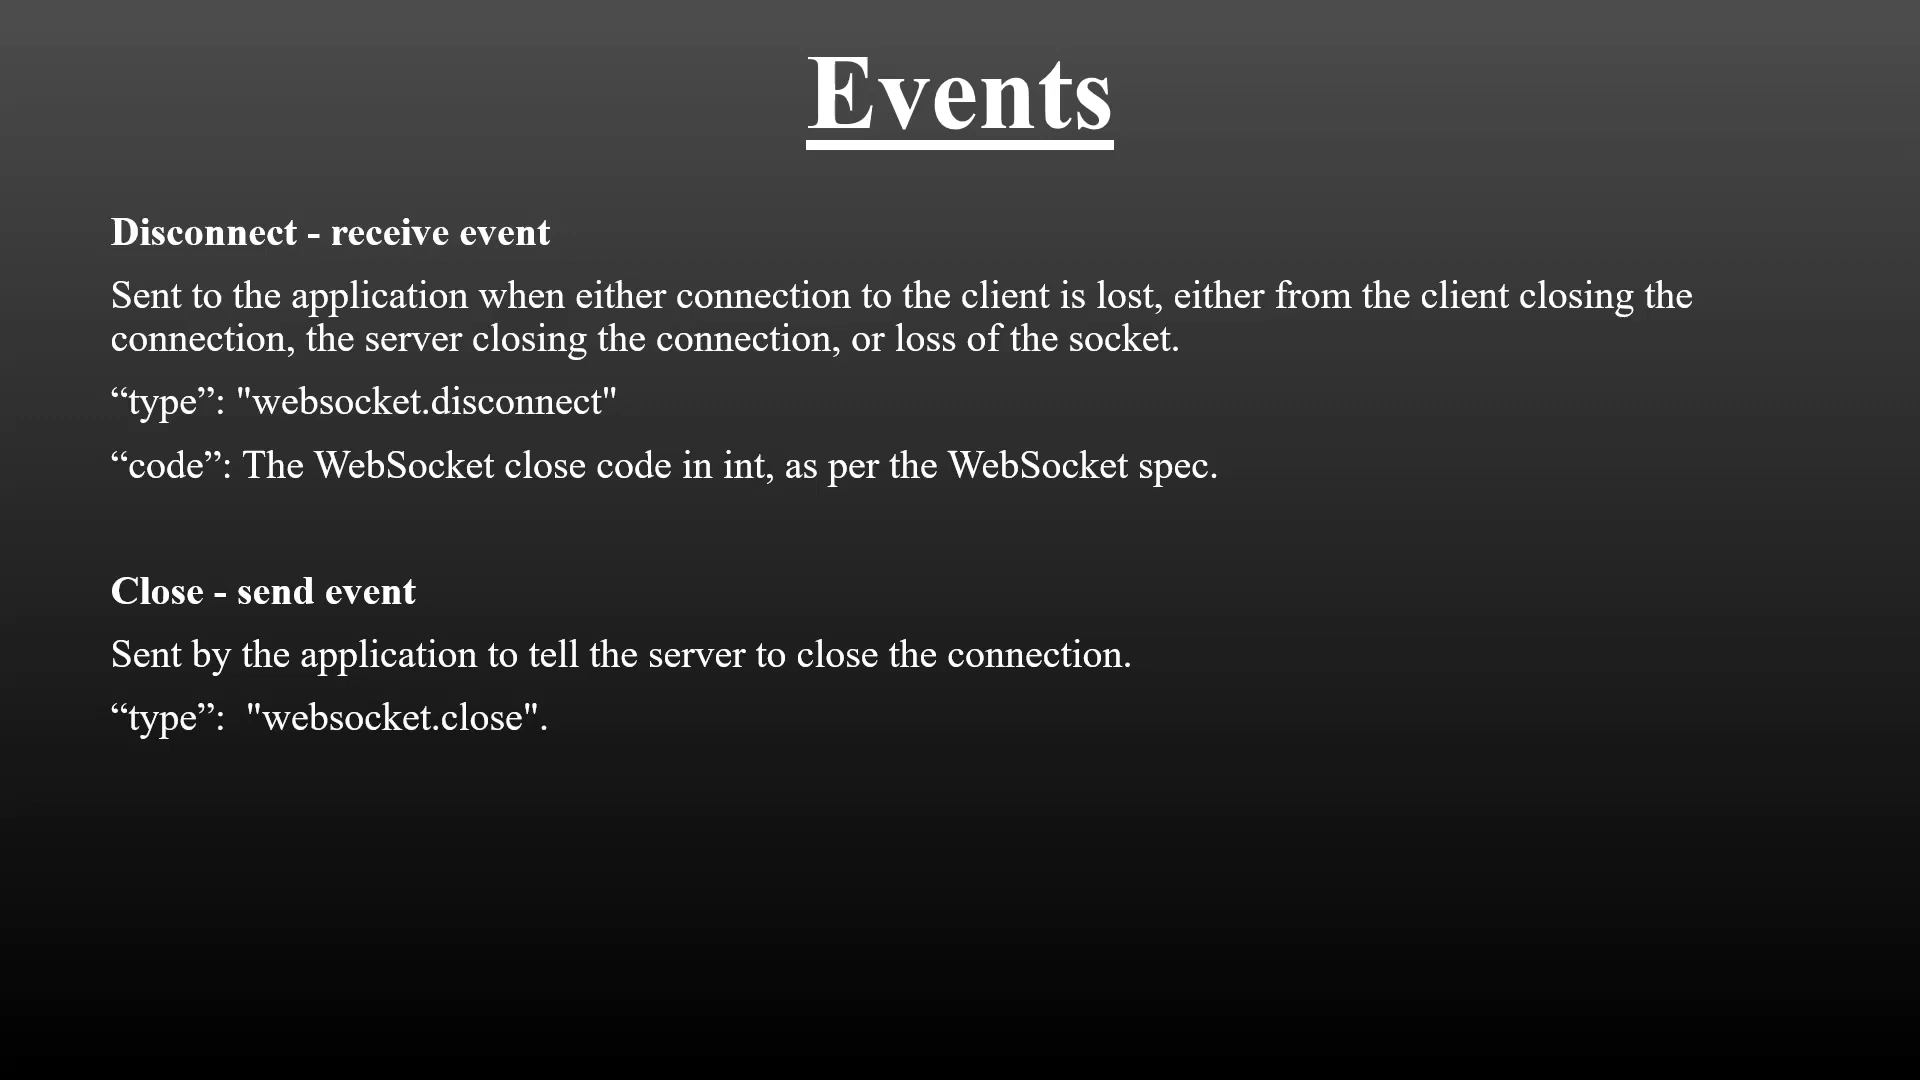 Events
Disconnect - receive event
Sent to the application when either connection to the client is lost, either from the client closing the
connection, the server closing the connection, or loss of the socket.
“type”: "websocket.disconnect"
“code”: The WebSocket close code in int, as per the WebSocket spec.
Close - send event
Sent by the application to tell the server to close the connection.
“type”:  "websocket.close".